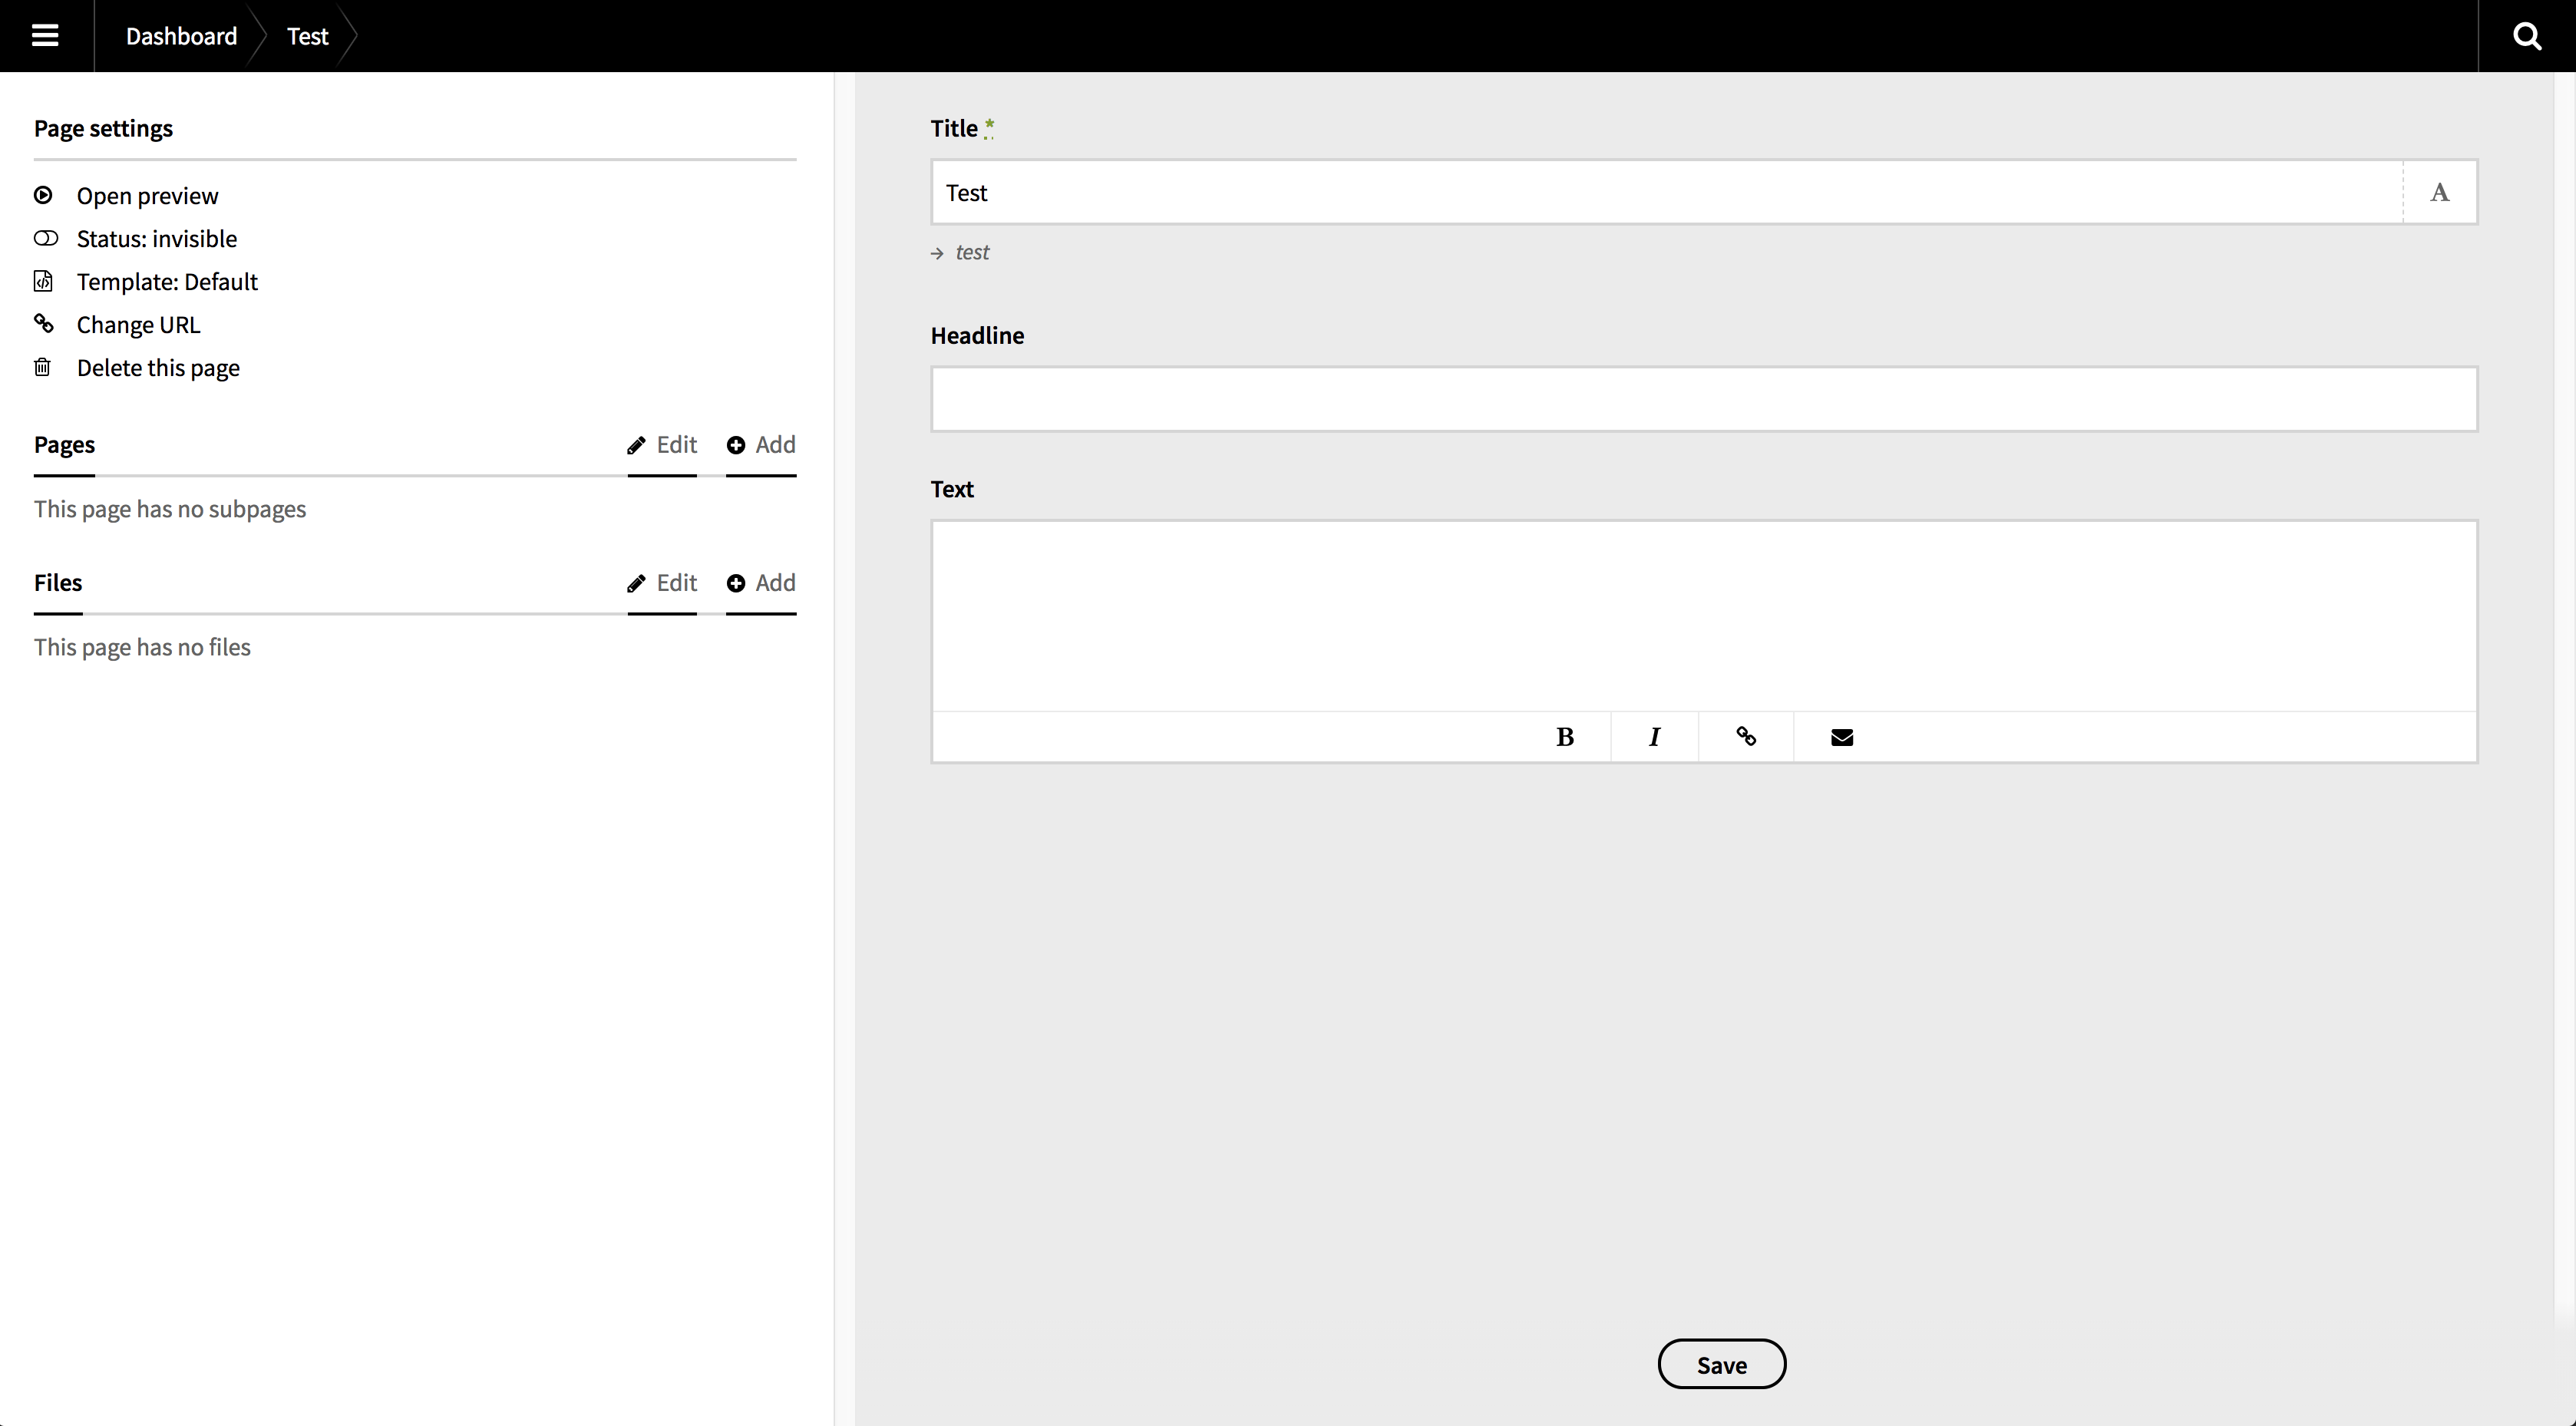 Dashboard
Test
Page settings
Open preview
Status: invisible
Template: Default
Change URL
Delete this page
Pages
Edit
Add
This page has no subpages
Files
Edit
Add
This page has no files
Title *
Test
A
→ test
Headline
Text
B
I
Save